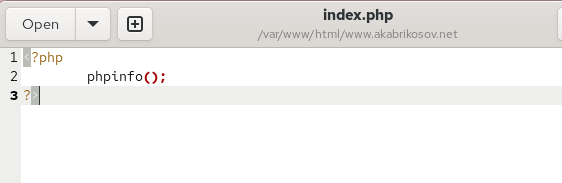 Open
index.php
/var/www/html/www.akabrikosov.net
1 <?php
2 phpinfo();
3 ?>